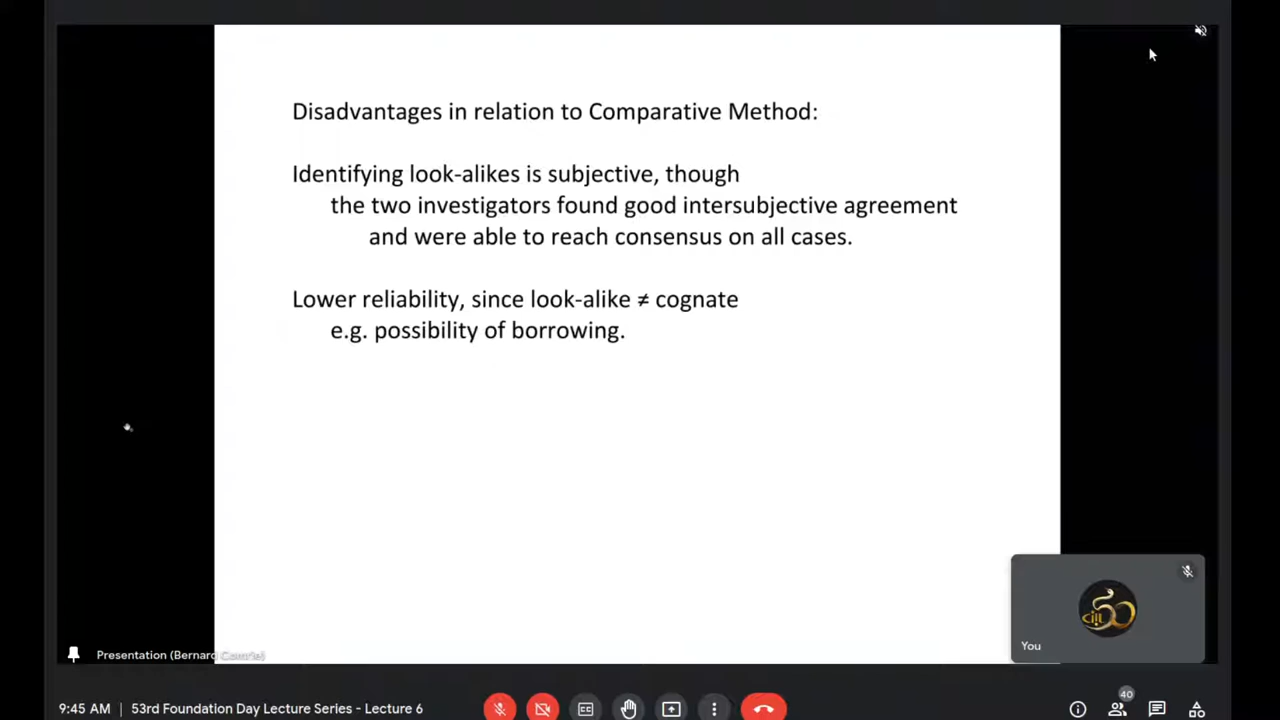 Disadvantages in relation to Comparative Method:
Identifying look-alikes is subjective, though
the two investigators found good intersubjective agreement
and were able to reach consensus on all cases.
Lower reliability, since look-alike ≠ cognate
e.g. possibility of borrowing.
You
Presentation (Bernard Comrie)
40
9:45 AM | 53rd Foundation Day Lecture Series - Lecture 6